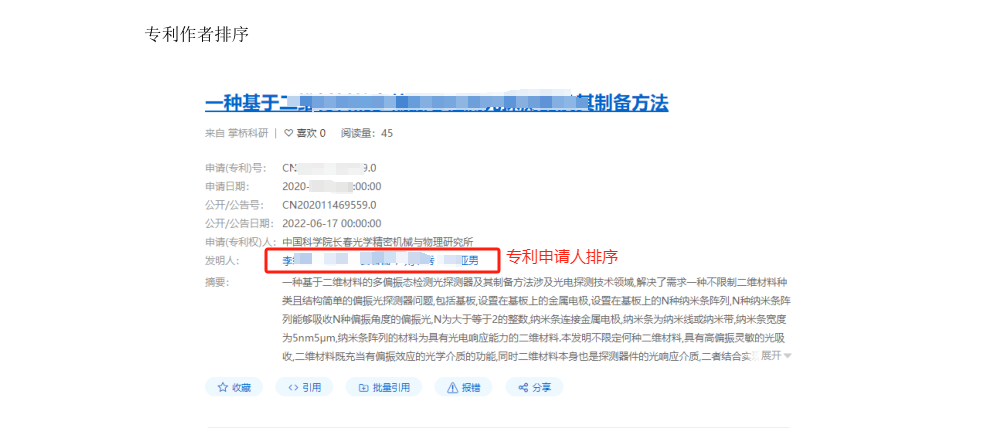 专利作者排序
一种基于二维 其制备方法
来自 掌桥科研 | 喜欢 0 阅读量： 45
申请(专利)号： CN 9.0
申请日期： 2020- :00:00
公开/公告号： CN202011469559.0
公开/公告日期： 2022-06-17 00:00:00
申请(专利权)人： 中国科学院长春光学精密机械与物理研究所
发明人： 李 亚男 专利申请人排序
摘要： 一种基于二维材料的多偏振态检测光探测器及其制备方法涉及光电探测技术领域,解决了需求一种不限制二维材料种
类且结构简单的偏振光探测器问题,包括基板,设置在基板上的金属电极,设置在基板上的N种纳米条阵列,N种纳米条阵
列能够吸收N种偏振角度的偏振光,N为大于等于2的整数,纳米条连接金属电极,纳米条为纳米线或纳米带,纳米条宽度
为5nm5μm,纳米条阵列的材料为具有光电响应能力的二维材料.本发明不限定何种二维材料,具有高偏振灵敏的光吸
收,二维材料既充当有偏振效应的光学介质的功能,同时二维材料本身也是探测器件的光响应介质,二者结合实 展开
收藏 引用 批量引用 报错 分享